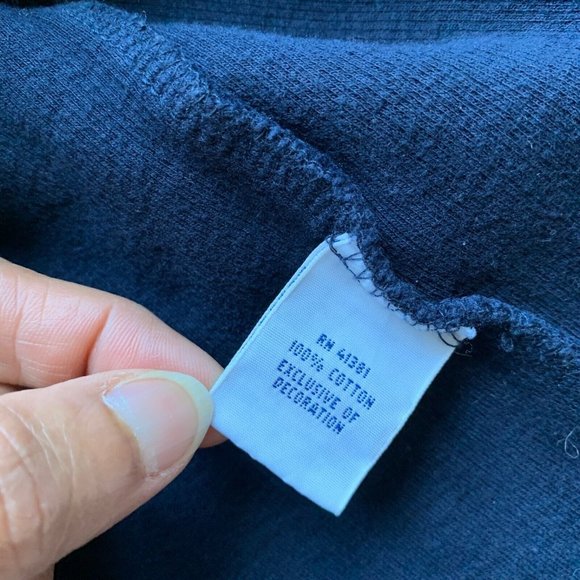 RN 41381
100% COTTON
EXCLUSIVE OF
DECORATION